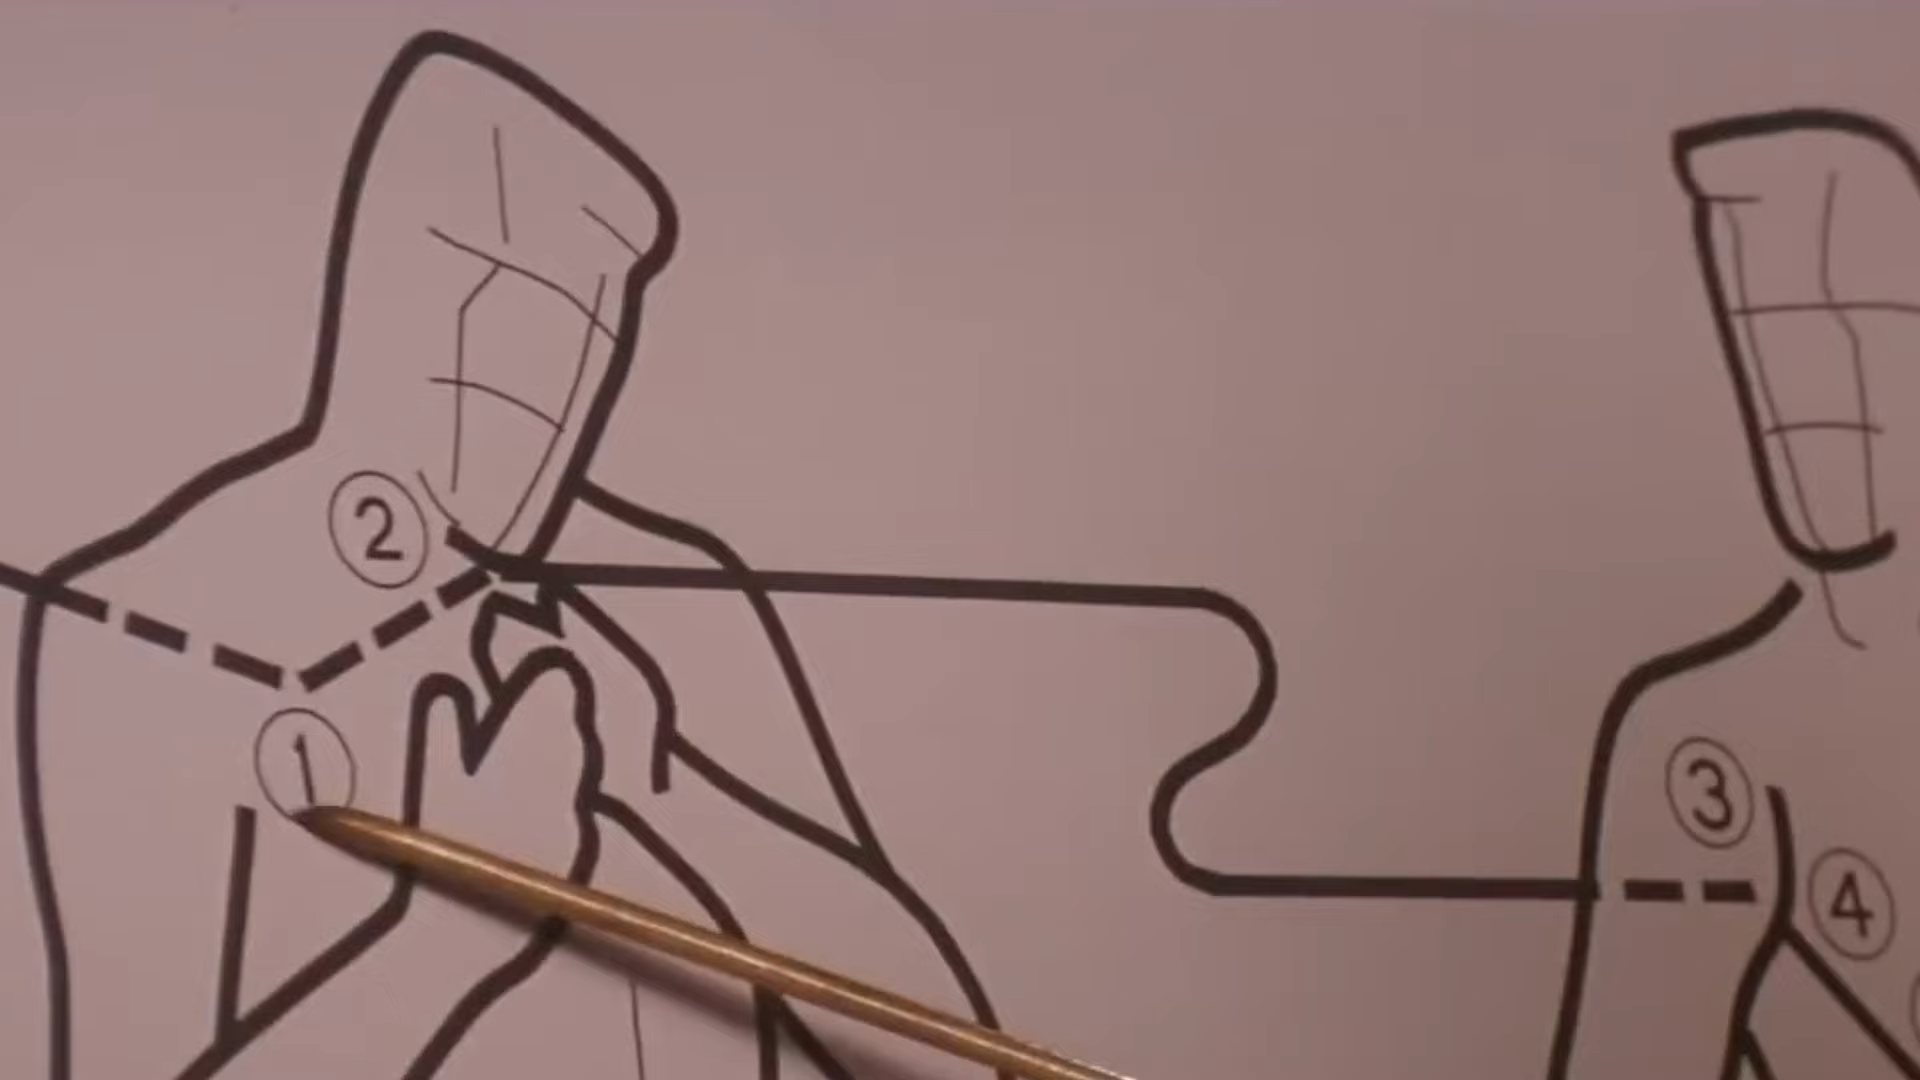 ②
①
③
④